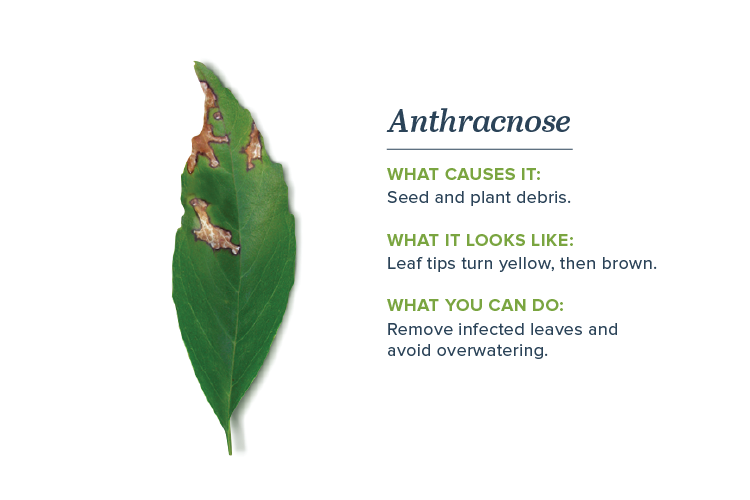 Anthracnose
WHAT CAUSES IT:
Seed and plant debris.
WHAT IT LOOKS LIKE:
Leaf tips turn yellow, then brown.
WHAT YOU CAN DO:
Remove infected leaves and
avoid overwatering.